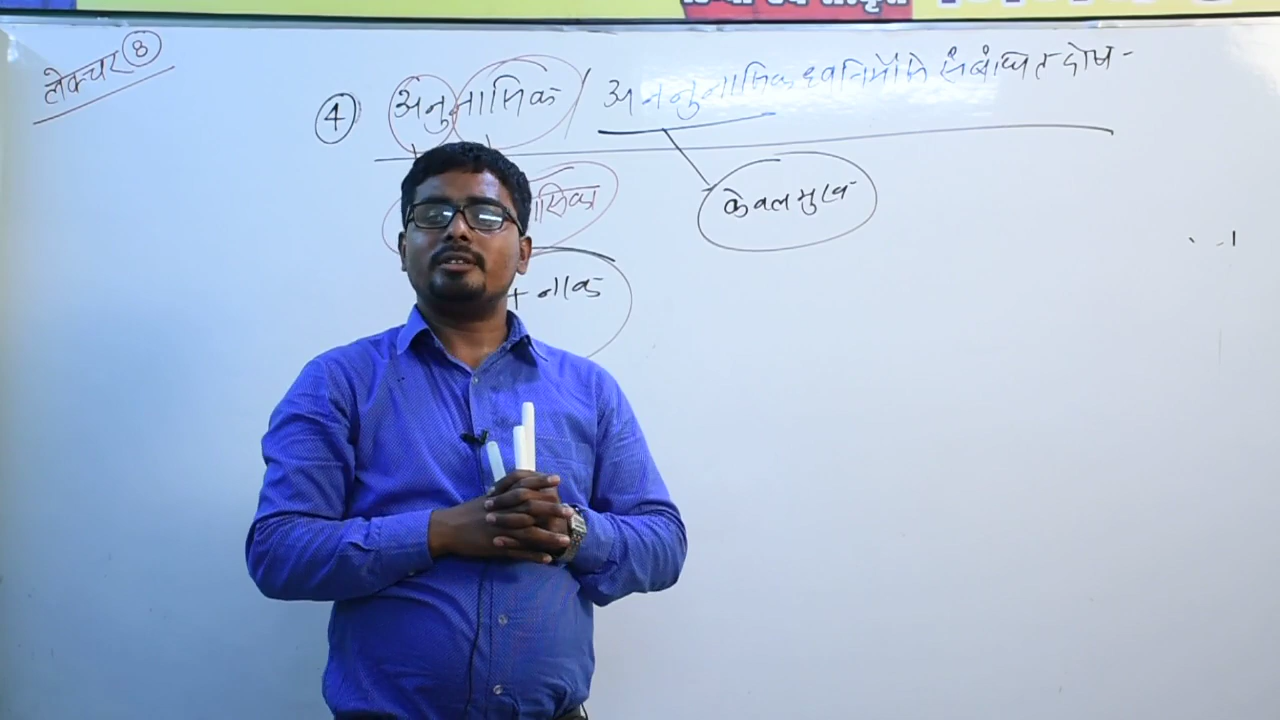 लेक्चर 8
④ अनुनासिक / अननुनासिक ध्वनियों से संबंधित दोष -
केवल मुख
+ नाक